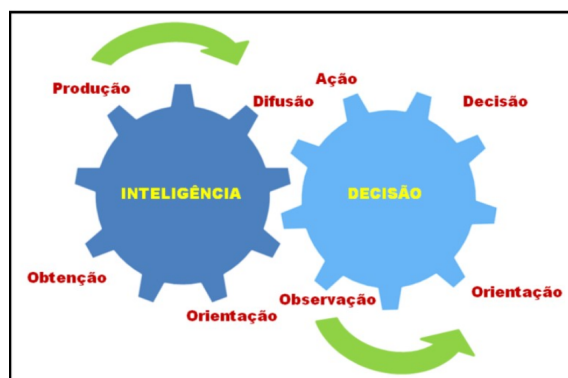 Produção
Difusão
Ação
Decisão
INTELIGÊNCIA
DECISÃO
Obtenção
Orientação
Observação
Orientação